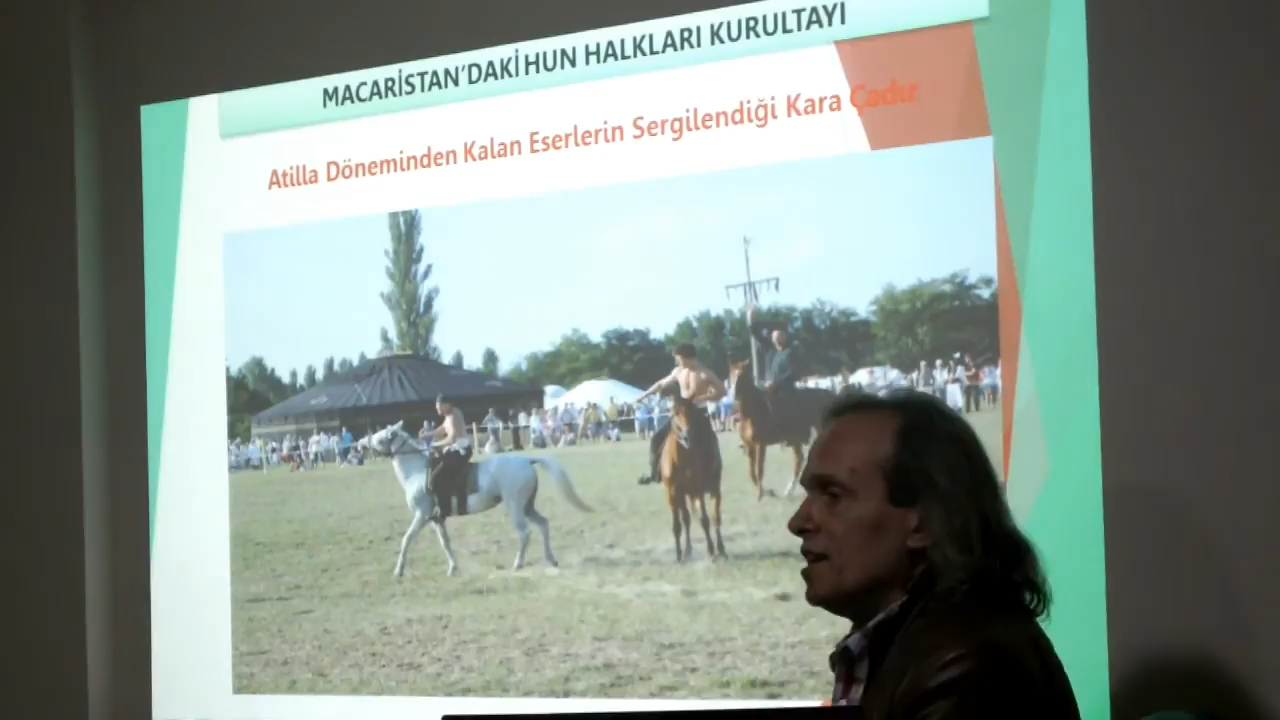 MACARİSTAN'DAKİ HUN HALKLARI KURULTAYI
Atilla Döneminden Kalan Eserlerin Sergilendiği Kara Çadır